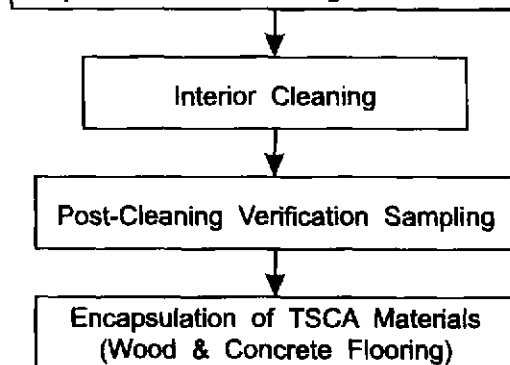 Interior Cleaning
Post-Cleaning Verification Sampling
Encapsulation of TSCA Materials
(Wood & Concrete Flooring)